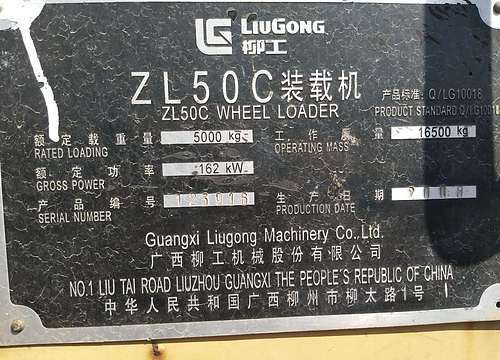 LIUGONG
柳工
ZL50C装载机
ZL50C WHEEL LOADER
产品标准: Q/LG10018
PRODUCT STANDARD:Q/LG10018
额定载重量 5000 kg
RATED LOADING
工作质量 16500 kg
OPERATING MASS
额定功率 162 kW
GROSS POWER
产品编号 123918
SERIAL NUMBER
生产日期 2008
PRODUCTION DATE
Guangxi Liugong Machinery Co.,Ltd.
广西柳工机械股份有限公司
NO.1 LIU TAI ROAD LIUZHOU GUANGXI THE PEOPLE'S REPUBLIC OF CHINA
中华人民共和国广西柳州市柳太路1号